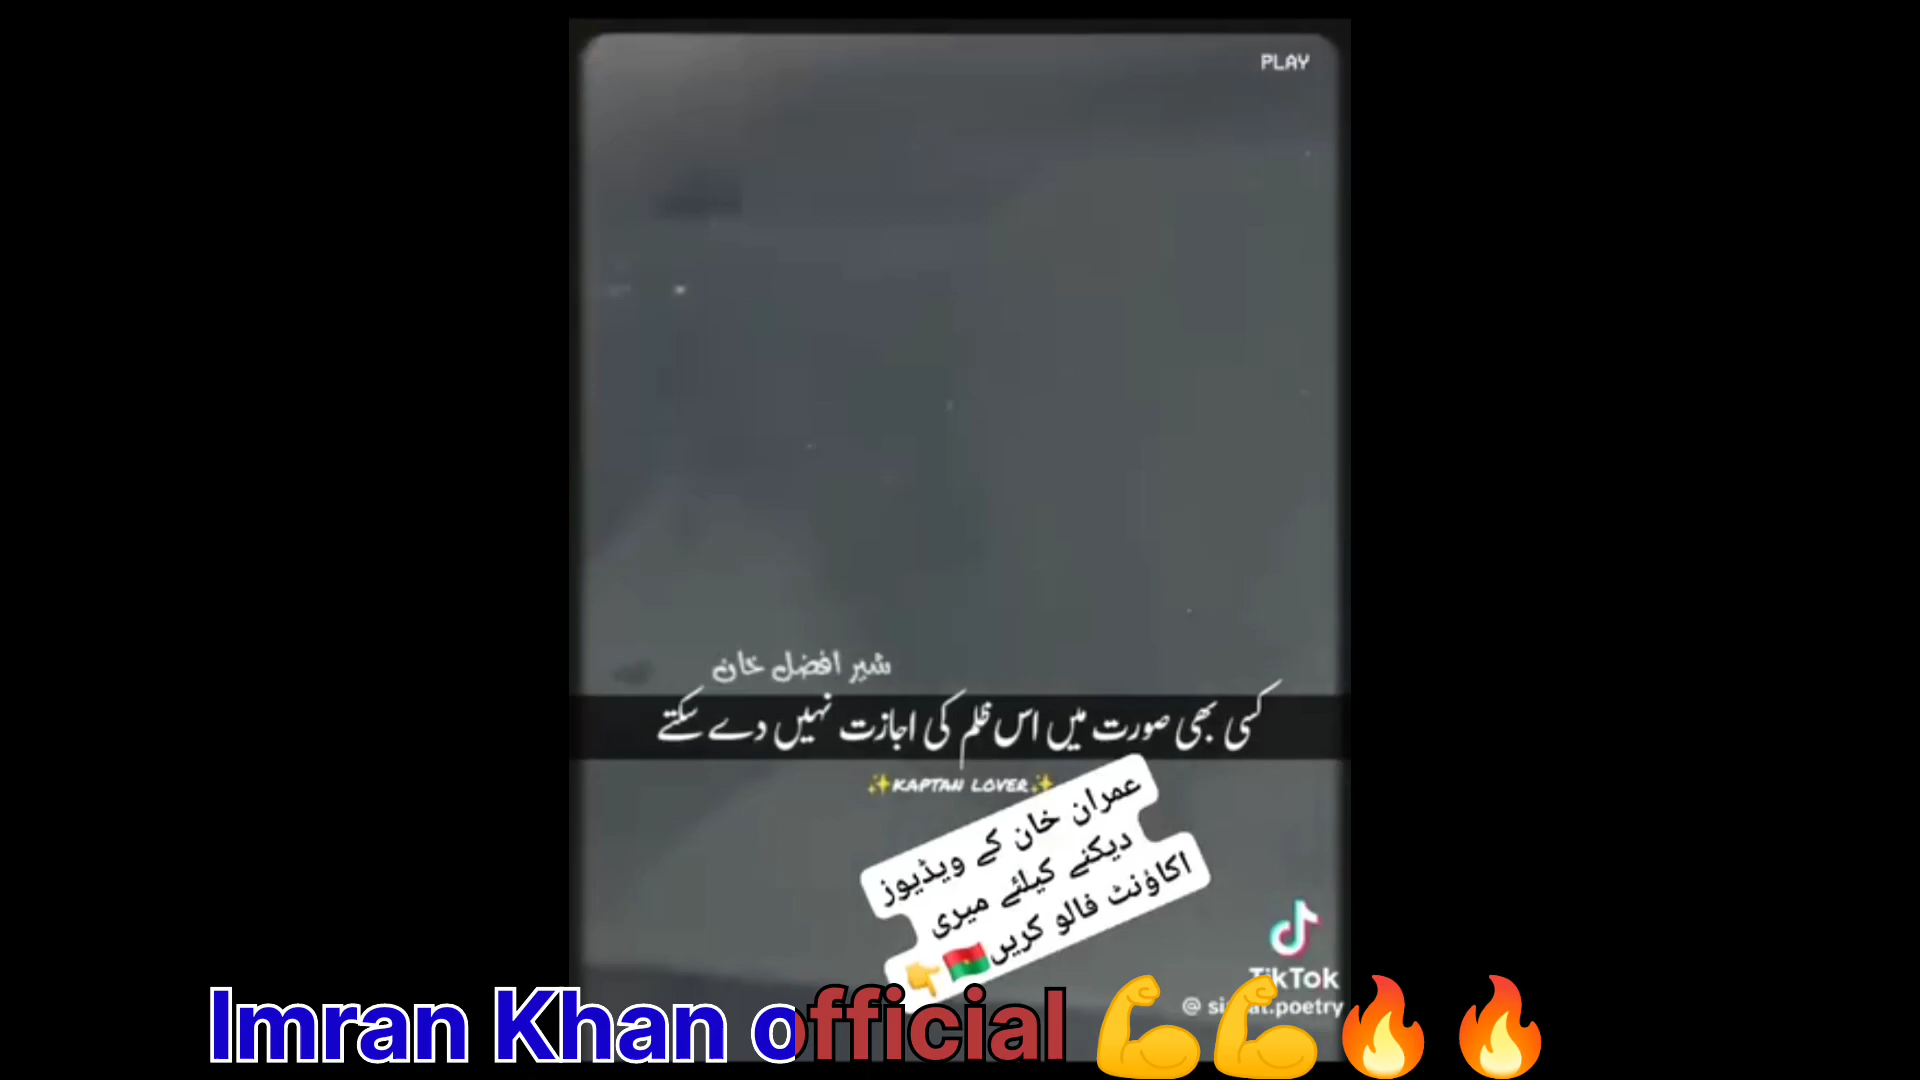 PLAY
شیر افضل خان
کسی بھی صورت میں اس ظلم کی اجازت نہیں دے سکتے
✨KAPTAN LOVER✨
عمران خان کے ویڈیوز
دیکنے کیلئے میری
اکاؤنٹ فالو کریں🇧🇫👈
TikTok
Imran Khan official 💪💪🔥🔥